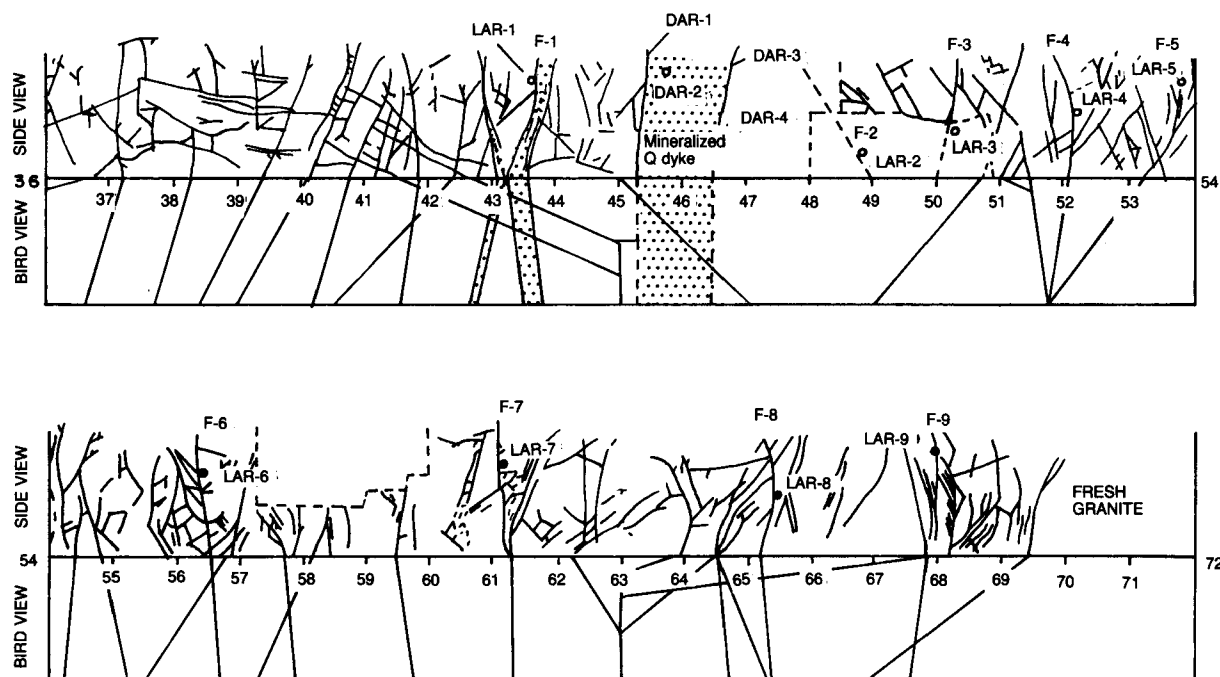 LAR-1 F-1 DAR-1 DAR-3 F-3 F-4 F-5
LAR-5
DAR-2 LAR-4
DAR-4
Mineralized F-2 LAR-3
Q dyke LAR-2
SIDE VIEW
36 54
37 38 39 40 41 42 43 44 45 46 47 48 49 50 51 52 53
BIRD VIEW
F-6 F-7 F-8 F-9
LAR-7 LAR-9
LAR-6 LAR-8
SIDE VIEW
FRESH
GRANITE
54 72
55 56 57 58 59 60 61 62 63 64 65 66 67 68 69 70 71
BIRD VIEW